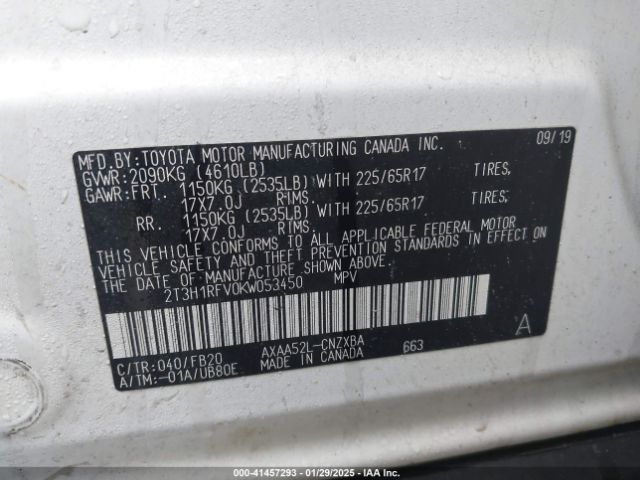 MFD.BY:TOYOTA MOTOR MANUFACTURING CANADA INC. 09/19
GVWR:2090KG (4610LB)
GAWR:FRT. 1150KG (2535LB) WITH 225/65R17 TIRES,
17X7.0J RIMS.
RR. 1150KG (2535LB) WITH 225/65R17 TIRES,
17X7.0J RIMS.
THIS VEHICLE CONFORMS TO ALL APPLICABLE FEDERAL MOTOR
VEHICLE SAFETY AND THEFT PREVENTION STANDARDS IN EFFECT ON
THE DATE OF MANUFACTURE SHOWN ABOVE.
2T3H1RFV0KW053450 MPV
C/TR:040/FB20 AXAA52L-CNZXBA 663 A
A/TM:-01A/UB80E MADE IN CANADA
000-41457293 - 01/29/2025 - IAA Inc.